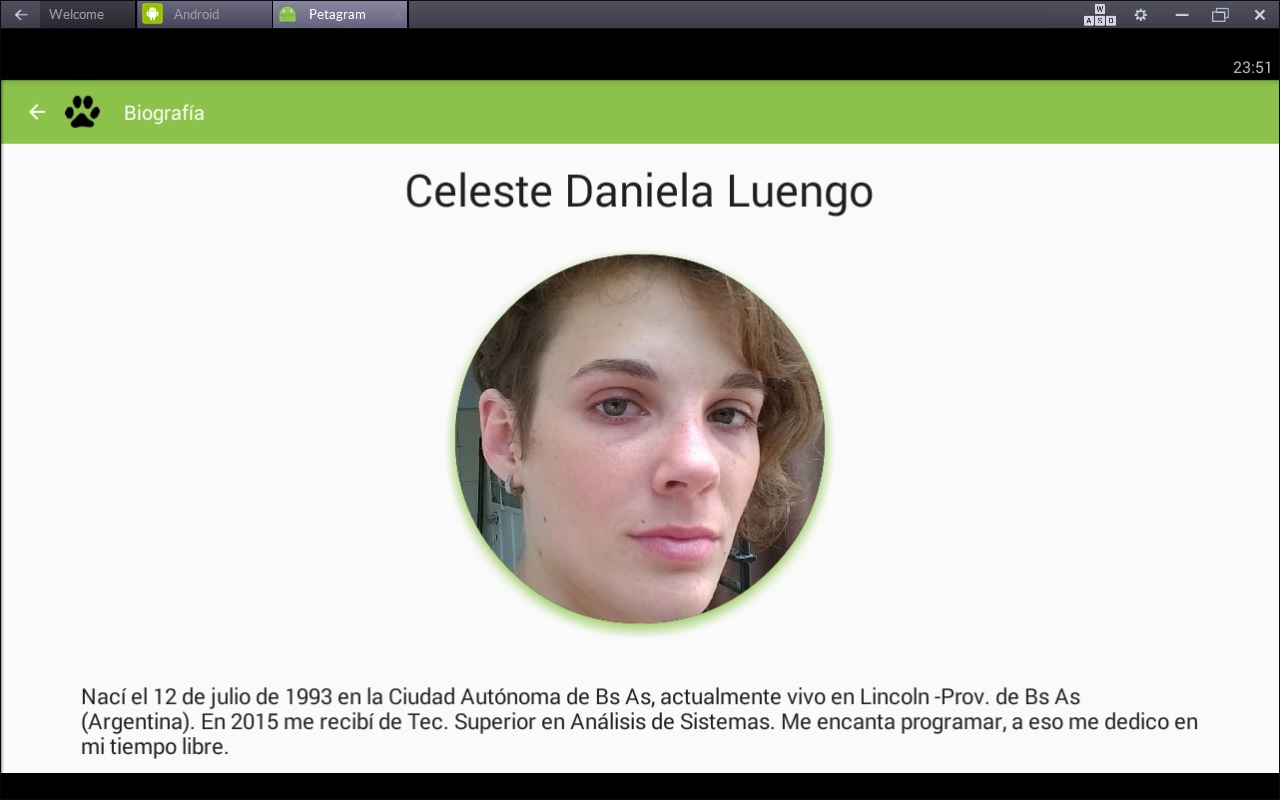 Welcome
Android
Petagram
W
A S D
23:51
Biografía
Celeste Daniela Luengo
Nací el 12 de julio de 1993 en la Ciudad Autónoma de Bs As, actualmente vivo en Lincoln -Prov. de Bs As
(Argentina). En 2015 me recibí de Tec. Superior en Análisis de Sistemas. Me encanta programar, a eso me dedico en
mi tiempo libre.